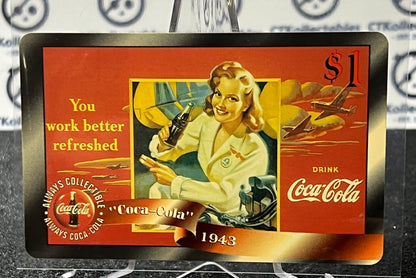 $1
You
work better
refreshed
DRINK
Coca-Cola
ALWAYS COLLECTIBLE
Coca-Cola
ALWAYS COCA-COLA
"Coca-Cola"
1943